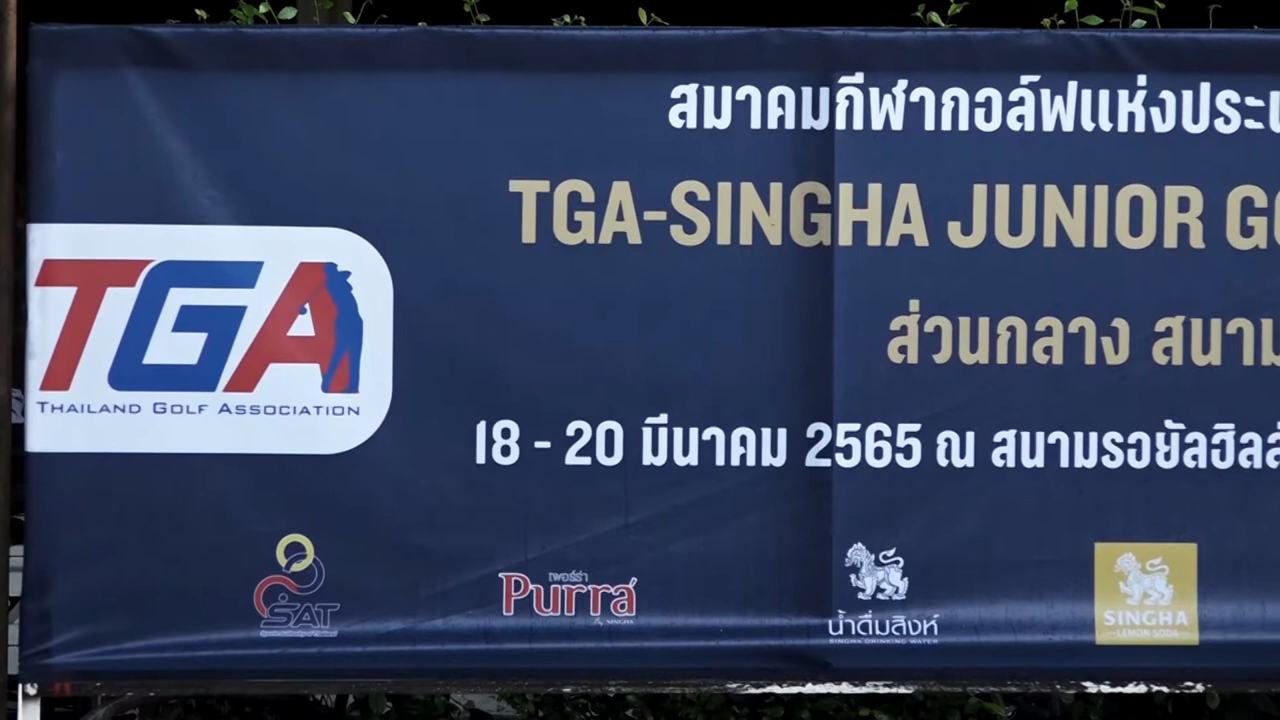 สมาคมกีฬากอล์ฟแห่งประ
TGA-SINGHA JUNIOR
ส่วนกลาง สนาม
TGA
THAILAND GOLF ASSOCIATION
18 - 20 มีนาคม 2565 ณ สนามรอยัลฮิลล์
SAT
เพอร์ร่า
Purra
By SINGHA
น้ำดื่มสิงห์
SINGHA DRINKING WATER
SINGHA
LEMON SODA